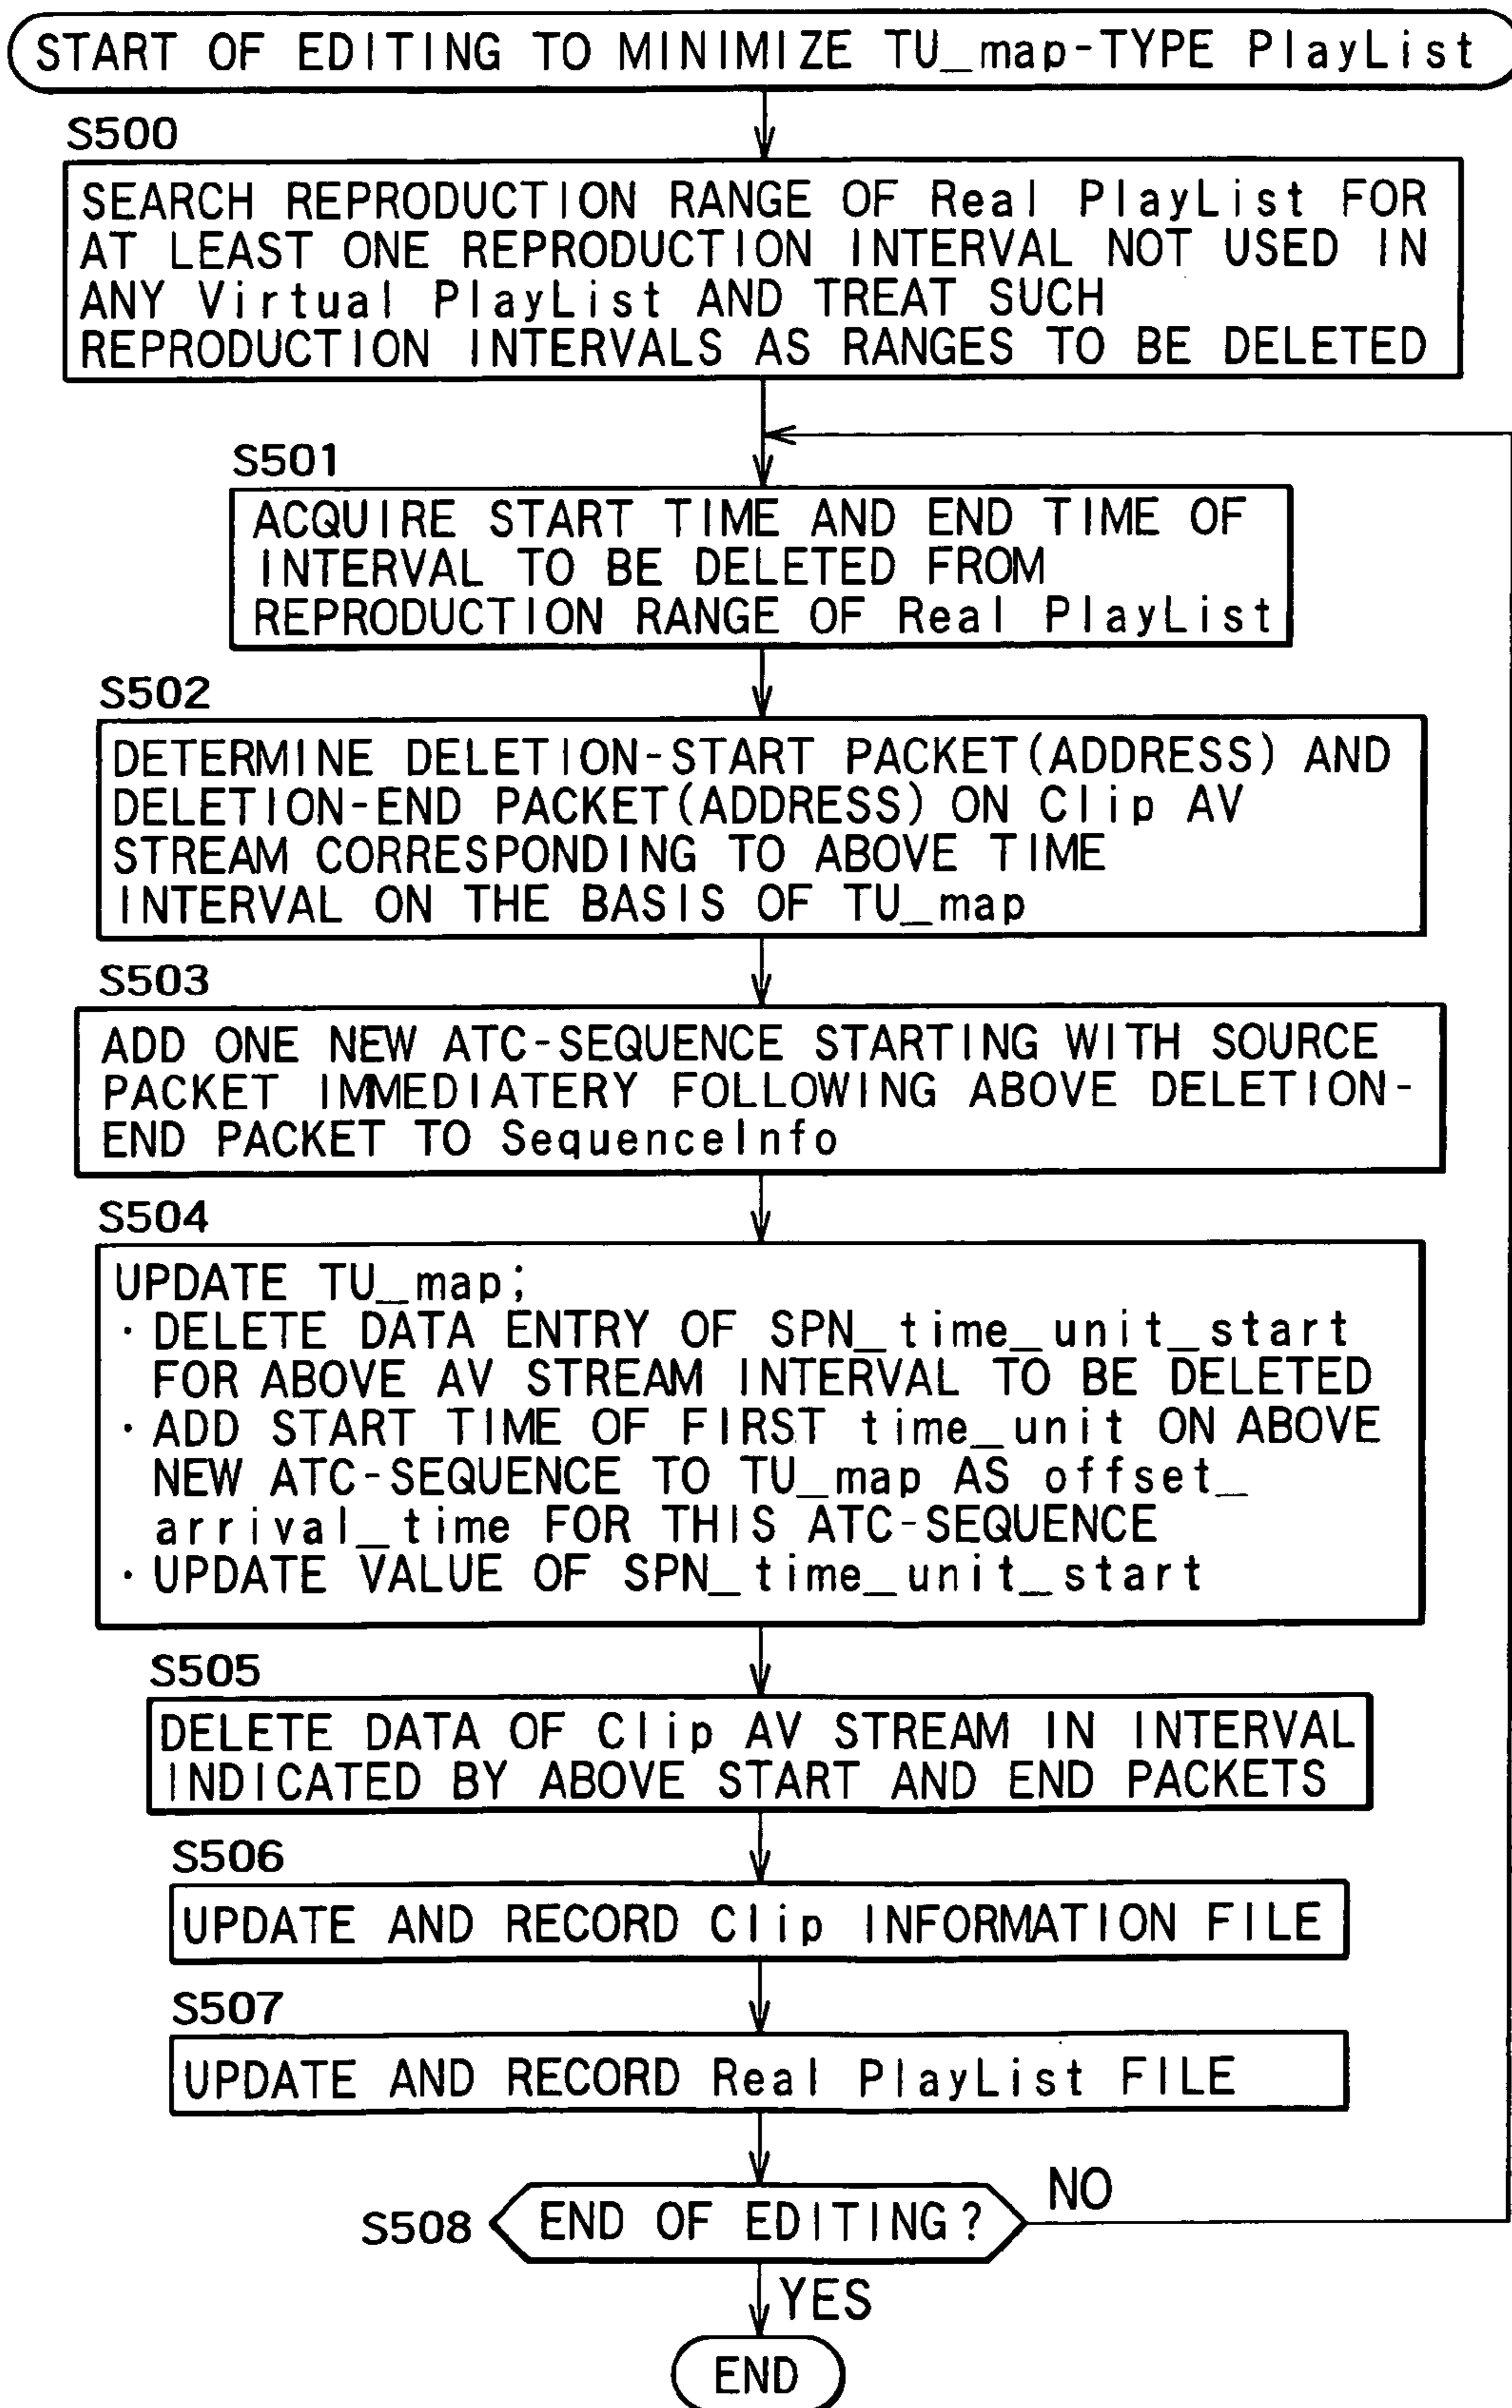 START OF EDITING TO MINIMIZE TU_map-TYPE PlayList
S500
SEARCH REPRODUCTION RANGE OF Real PlayList FOR
AT LEAST ONE REPRODUCTION INTERVAL NOT USED IN
ANY Virtual PlayList AND TREAT SUCH
REPRODUCTION INTERVALS AS RANGES TO BE DELETED
S501
ACQUIRE START TIME AND END TIME OF
INTERVAL TO BE DELETED FROM
REPRODUCTION RANGE OF Real PlayList
S502
DETERMINE DELETION-START PACKET(ADDRESS) AND
DELETION-END PACKET(ADDRESS) ON Clip AV
STREAM CORRESPONDING TO ABOVE TIME
INTERVAL ON THE BASIS OF TU_map
S503
ADD ONE NEW ATC-SEQUENCE STARTING WITH SOURCE
PACKET IMMEDIATERY FOLLOWING ABOVE DELETION-
END PACKET TO SequenceInfo
S504
UPDATE TU_map;
· DELETE DATA ENTRY OF SPN_time_unit_start
FOR ABOVE AV STREAM INTERVAL TO BE DELETED
· ADD START TIME OF FIRST time_unit ON ABOVE
NEW ATC-SEQUENCE TO TU_map AS offset_
arrival_time FOR THIS ATC-SEQUENCE
· UPDATE VALUE OF SPN_time_unit_start
S505
DELETE DATA OF Clip AV STREAM IN INTERVAL
INDICATED BY ABOVE START AND END PACKETS
S506
UPDATE AND RECORD Clip INFORMATION FILE
S507
UPDATE AND RECORD Real PlayList FILE
S508
END OF EDITING?
NO
YES
END